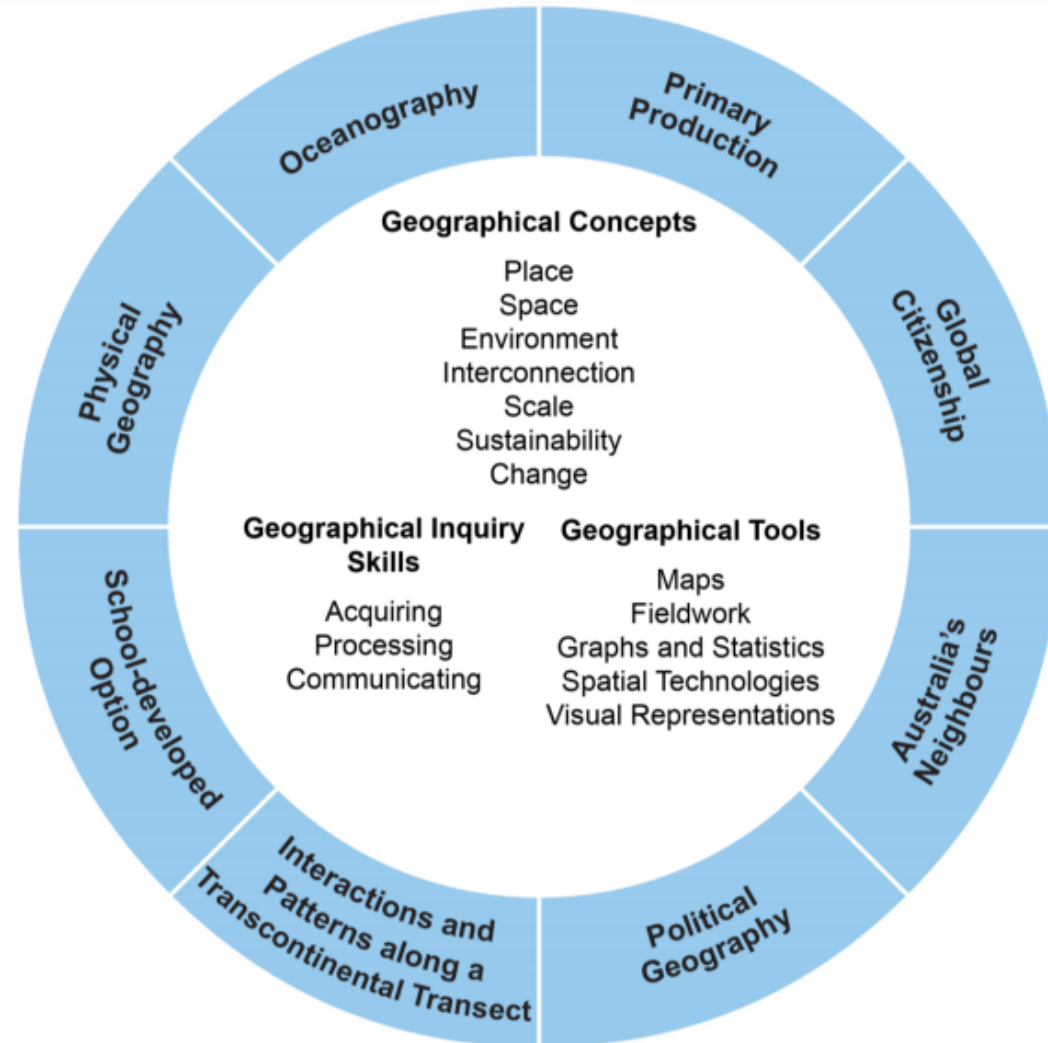 Oceanography
Primary
Production
Global
Citizenship
Australia's
Neighbours
Political
Geography
Interactions and
Patterns along a
Transcontinental Transect
School-developed
Option
Physical
Geography
Geographical Concepts
Place
Space
Environment
Interconnection
Scale
Sustainability
Change
Geographical Inquiry
Skills
Acquiring
Processing
Communicating
Geographical Tools
Maps
Fieldwork
Graphs and Statistics
Spatial Technologies
Visual Representations